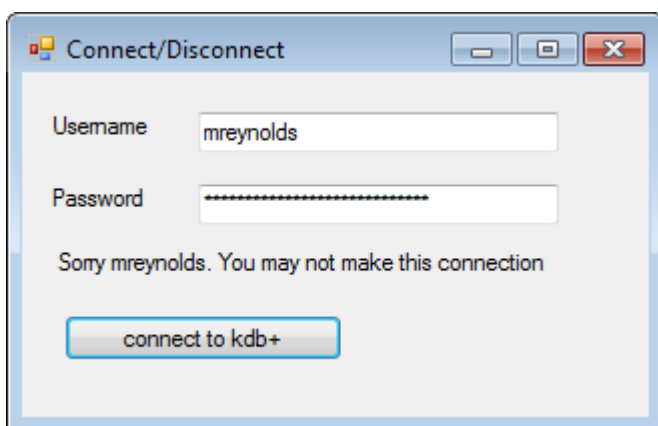 Connect/Disconnect
Username mreynolds
Password ****************************
Sorry mreynolds. You may not make this connection
connect to kdb+